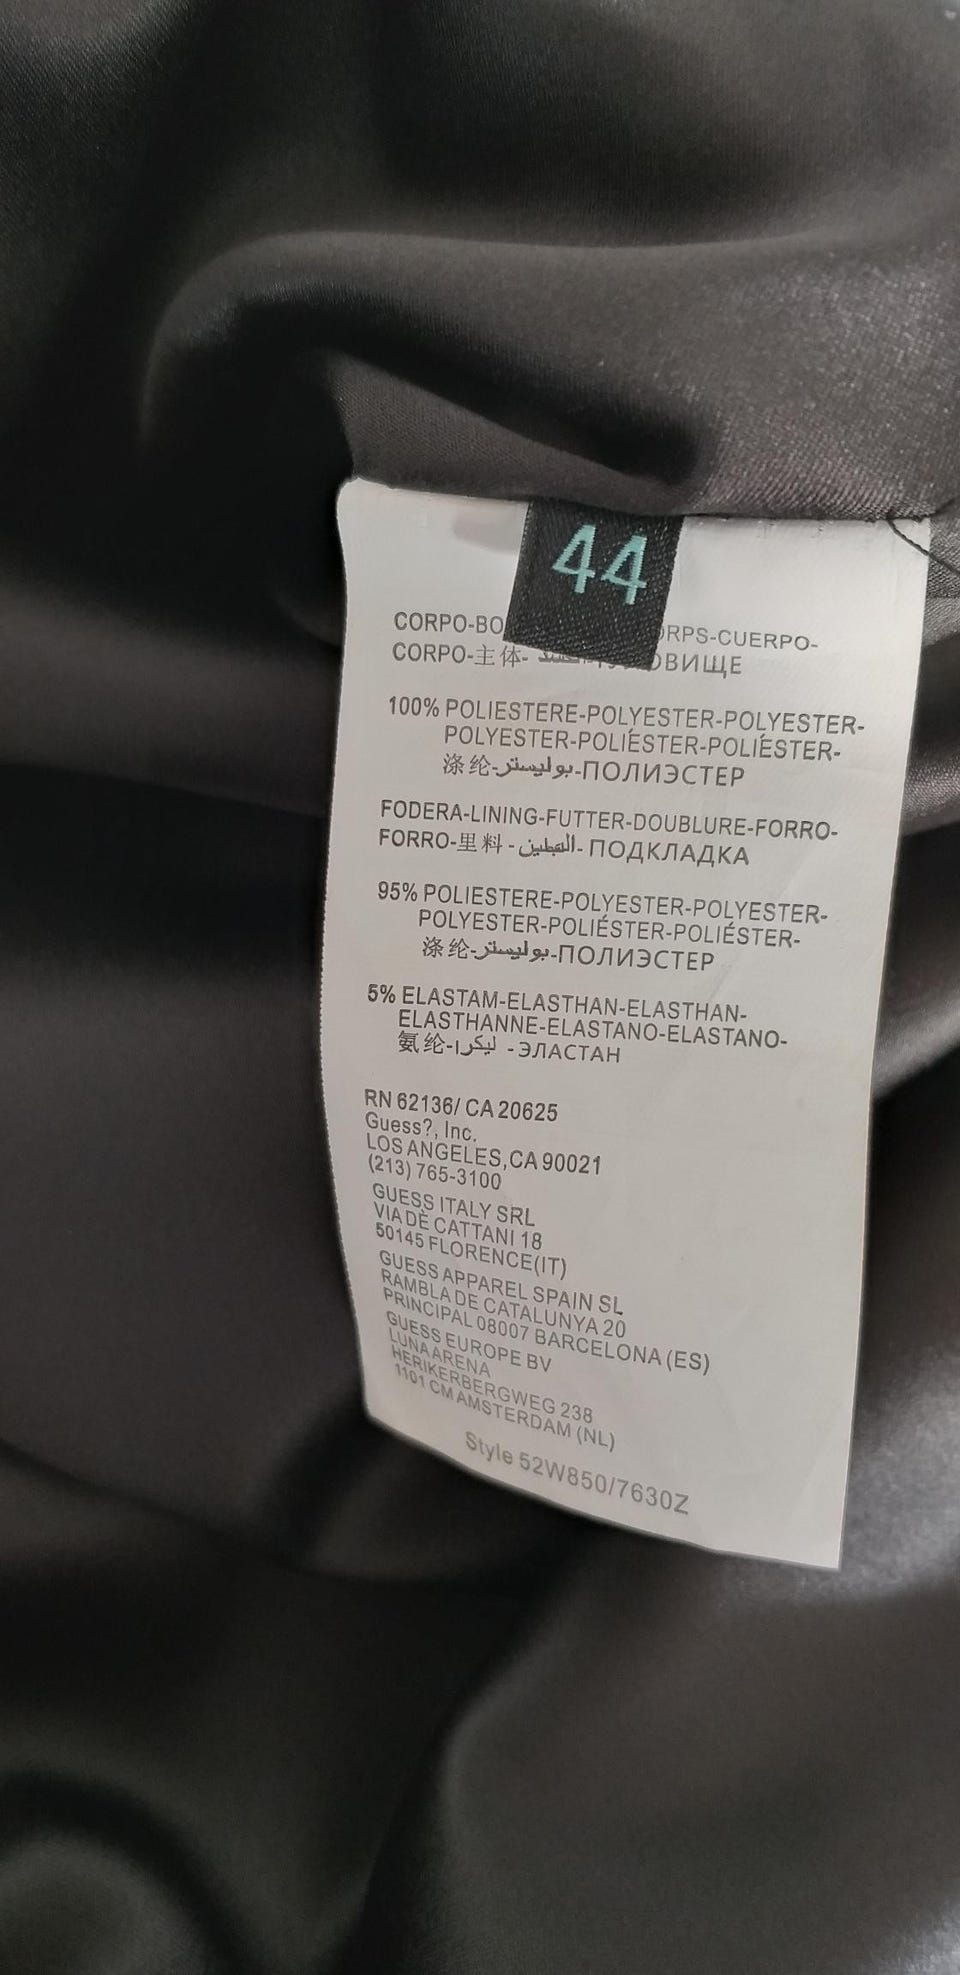 44
CORPO-BO RPS-CUERPO-
CORPO-主体- ОВИЩЕ
100% POLIESTERE-POLYESTER-POLYESTER-
POLYESTER-POLIÉSTER-POLIÉSTER-
涤纶-بوليستر-ПОЛИЭСТЕР
FODERA-LINING-FUTTER-DOUBLURE-FORRO-
FORRO-里料-التبطين-ПОДКЛАДКА
95% POLIESTERE-POLYESTER-POLYESTER-
POLYESTER-POLIÉSTER-POLIÉSTER-
涤纶-بوليستر-ПОЛИЭСТЕР
5% ELASTAM-ELASTHAN-ELASTHAN-
ELASTHANNE-ELASTANO-ELASTANO-
氨纶-ليكرا-ЭЛАСТАН
RN 62136/ CA 20625
Guess?, Inc.
LOS ANGELES,CA 90021
(213) 765-3100
GUESS ITALY SRL
VIA DÈ CATTANI 18
50145 FLORENCE(IT)
GUESS APPAREL SPAIN SL
RAMBLA DE CATALUNYA 20
PRINCIPAL 08007 BARCELONA (ES)
GUESS EUROPE BV
LUNA ARENA
HERIKERBERGWEG 238
1101 CM AMSTERDAM (NL)
Style 52W850/7630Z